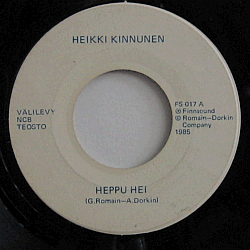 HEIKKI KINNUNEN
VÄLILEVY
NCB
TEOSTO
FS 017 A
℗ Finnsound
© Romain–Dorkin
Company
1985
HEPPU HEI
(G.Romain–A.Dorkin)